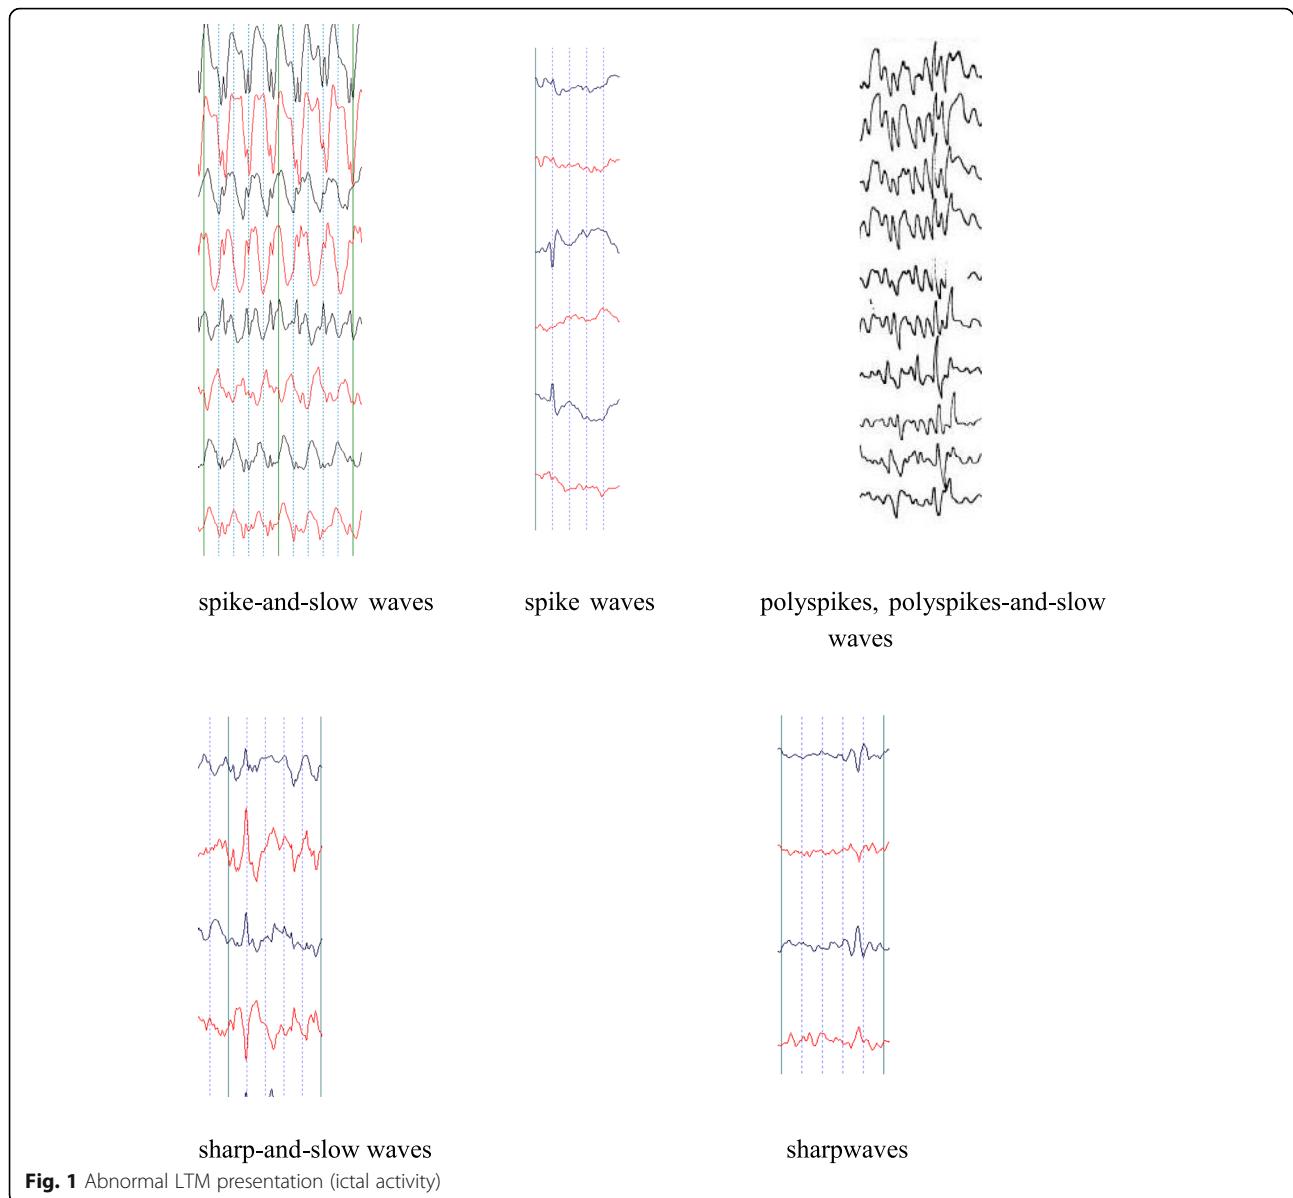 spike-and-slow waves
spike waves
polyspikes, polyspikes-and-slow
waves
sharp-and-slow waves
sharpwaves
Fig. 1 Abnormal LTM presentation (ictal activity)